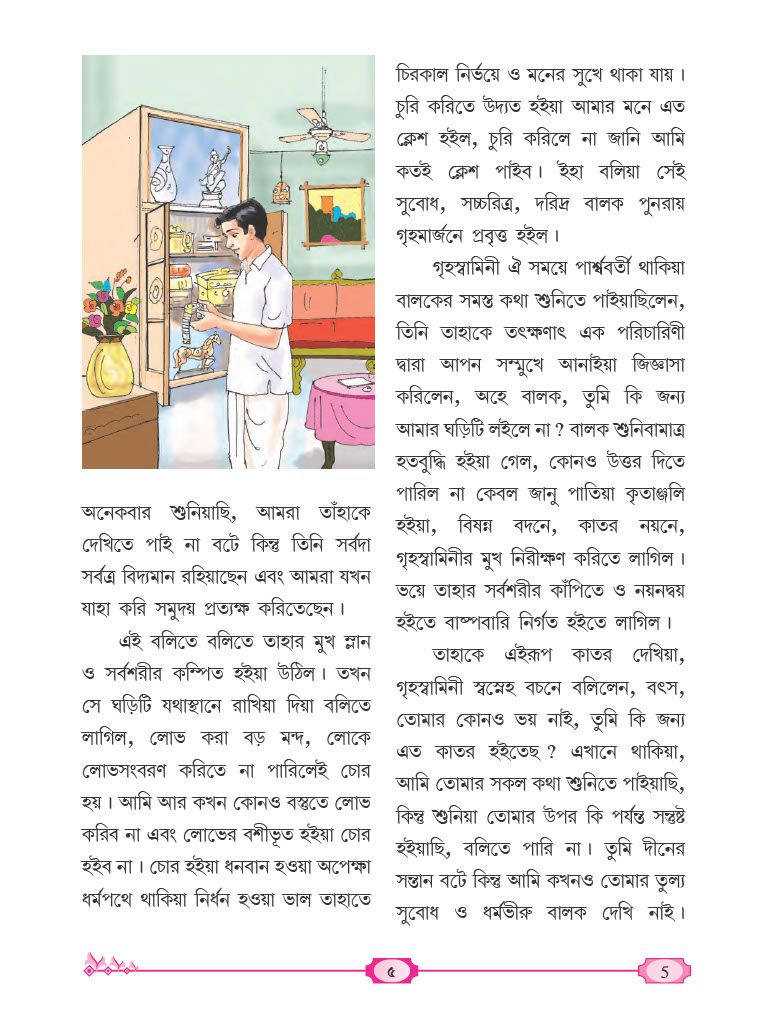 অনেকবার শুনিয়াছি, আমরা তাঁহাকে
দেখিতে পাই না বটে কিন্তু তিনি সর্বদা
সর্বত্র বিদ্যমান রহিয়াছেন এবং আমরা যখন
যাহা করি সমুদয় প্রত্যক্ষ করিতেছেন।
এই বলিতে বলিতে তাহার মুখ ম্লান
ও সর্বশরীর কম্পিত হইয়া উঠিল। তখন
সে ঘড়িটি যথাস্থানে রাখিয়া দিয়া বলিতে
লাগিল, লোভ করা বড় মন্দ, লোকে
লোভসংবরণ করিতে না পারিলেই চোর
হয়। আমি আর কখন কোনও বস্তুতে লোভ
করিব না এবং লোভের বশীভূত হইয়া চোর
হইব না। চোর হইয়া ধনবান হওয়া অপেক্ষা
ধর্মপথে থাকিয়া নির্ধন হওয়া ভাল তাহাতে
চিরকাল নির্ভয়ে ও মনের সুখে থাকা যায়।
চুরি করিতে উদ্যত হইয়া আমার মনে এত
ক্লেশ হইল, চুরি করিলে না জানি আমি
কতই ক্লেশ পাইব। ইহা বলিয়া সেই
সুবোধ, সচ্চরিত্র, দরিদ্র বালক পুনরায়
গৃহমার্জনে প্রবৃত্ত হইল।
গৃহস্বামিনী ঐ সময়ে পার্শ্ববর্তী থাকিয়া
বালকের সমস্ত কথা শুনিতে পাইয়াছিলেন,
তিনি তাহাকে তৎক্ষণাৎ এক পরিচারিণী
দ্বারা আপন সম্মুখে আনাইয়া জিজ্ঞাসা
করিলেন, অহে বালক, তুমি কি জন্য
আমার ঘড়িটি লইলে না? বালক শুনিবামাত্র
হতবুদ্ধি হইয়া গেল, কোনও উত্তর দিতে
পারিল না কেবল জানু পাতিয়া কৃতাঞ্জলি
হইয়া, বিষন্ন বদনে, কাতর নয়নে,
গৃহস্বামিনীর মুখ নিরীক্ষণ করিতে লাগিল।
ভয়ে তাহার সর্বশরীর কাঁপিতে ও নয়নদ্বয়
হইতে বাষ্পবারি নির্গত হইতে লাগিল।
তাহাকে এইরূপ কাতর দেখিয়া,
গৃহস্বামিনী স্বস্নেহ বচনে বলিলেন, বৎস,
তোমার কোনও ভয় নাই, তুমি কি জন্য
এত কাতর হইতেছ? এখানে থাকিয়া,
আমি তোমার সকল কথা শুনিতে পাইয়াছি,
কিন্তু শুনিয়া তোমার উপর কি পর্যন্ত সন্তুষ্ট
হইয়াছি, বলিতে পারি না। তুমি দীনের
সন্তান বটে কিন্তু আমি কখনও তোমার তুল্য
সুবোধ ও ধর্মভীরু বালক দেখি নাই।
৫
5